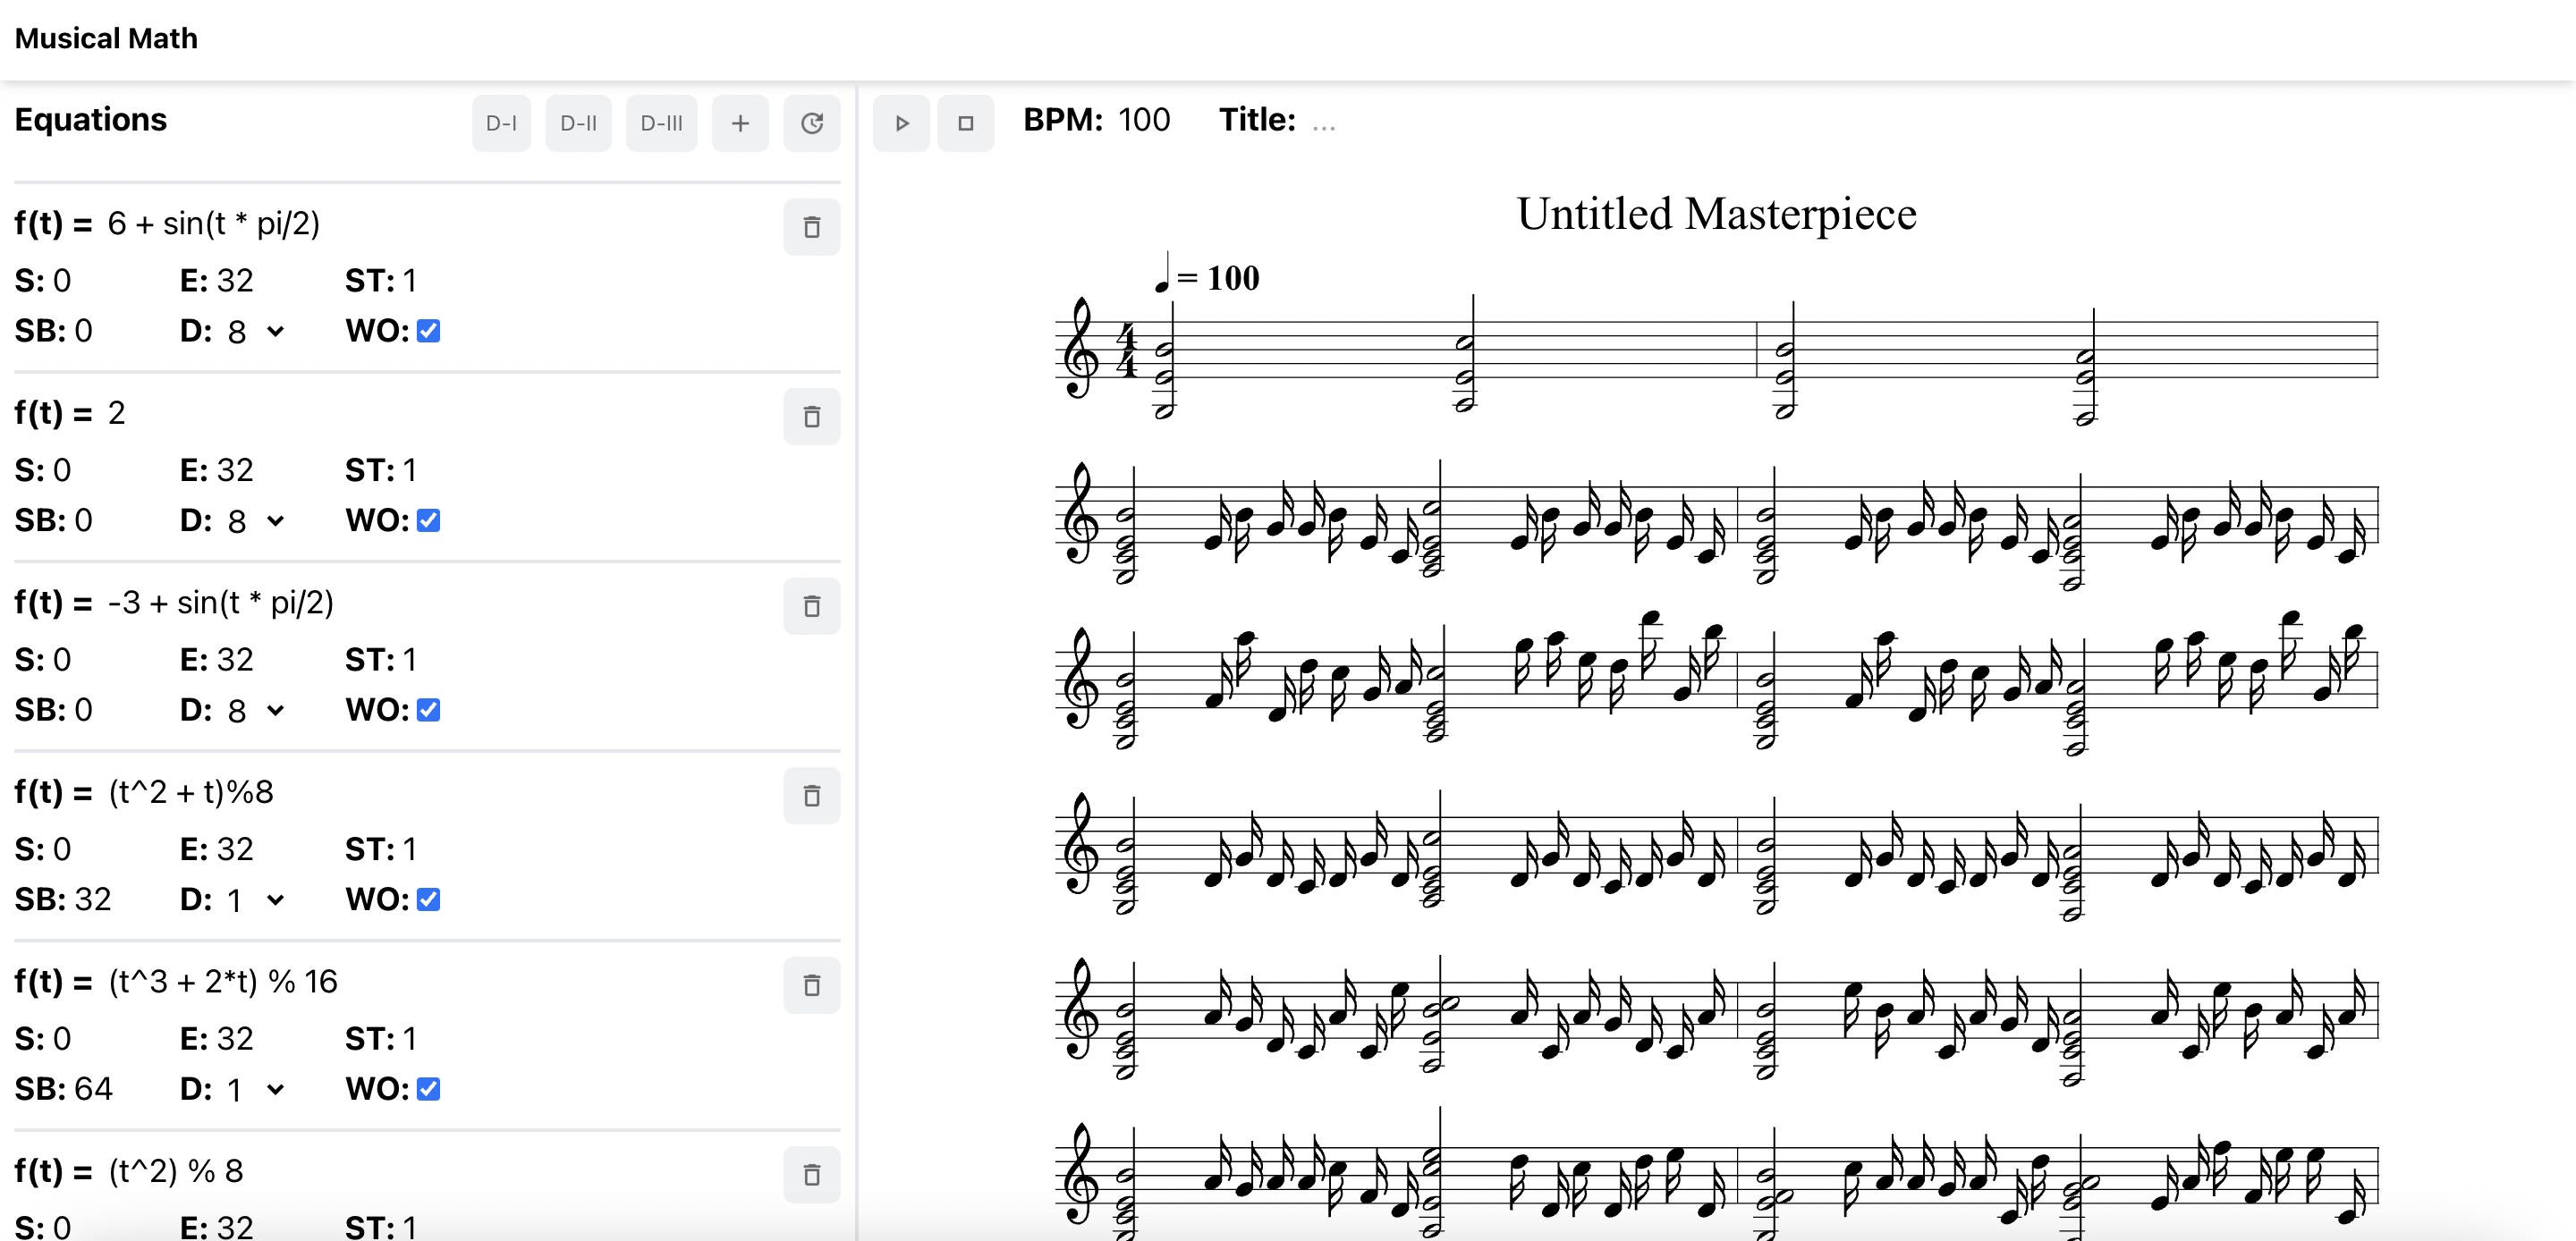 Musical Math
Equations D-I D-II D-III +
f(t) = 6 + sin(t * pi/2)
S: 0 E: 32 ST: 1
SB: 0 D: 8 WO:
f(t) = 2
S: 0 E: 32 ST: 1
SB: 0 D: 8 WO:
f(t) = -3 + sin(t * pi/2)
S: 0 E: 32 ST: 1
SB: 0 D: 8 WO:
f(t) = (t^2 + t)%8
S: 0 E: 32 ST: 1
SB: 32 D: 1 WO:
f(t) = (t^3 + 2*t) % 16
S: 0 E: 32 ST: 1
SB: 64 D: 1 WO:
f(t) = (t^2) % 8
S: 0 E: 32 ST: 1
BPM: 100 Title: ...
Untitled Masterpiece
= 100
4
4